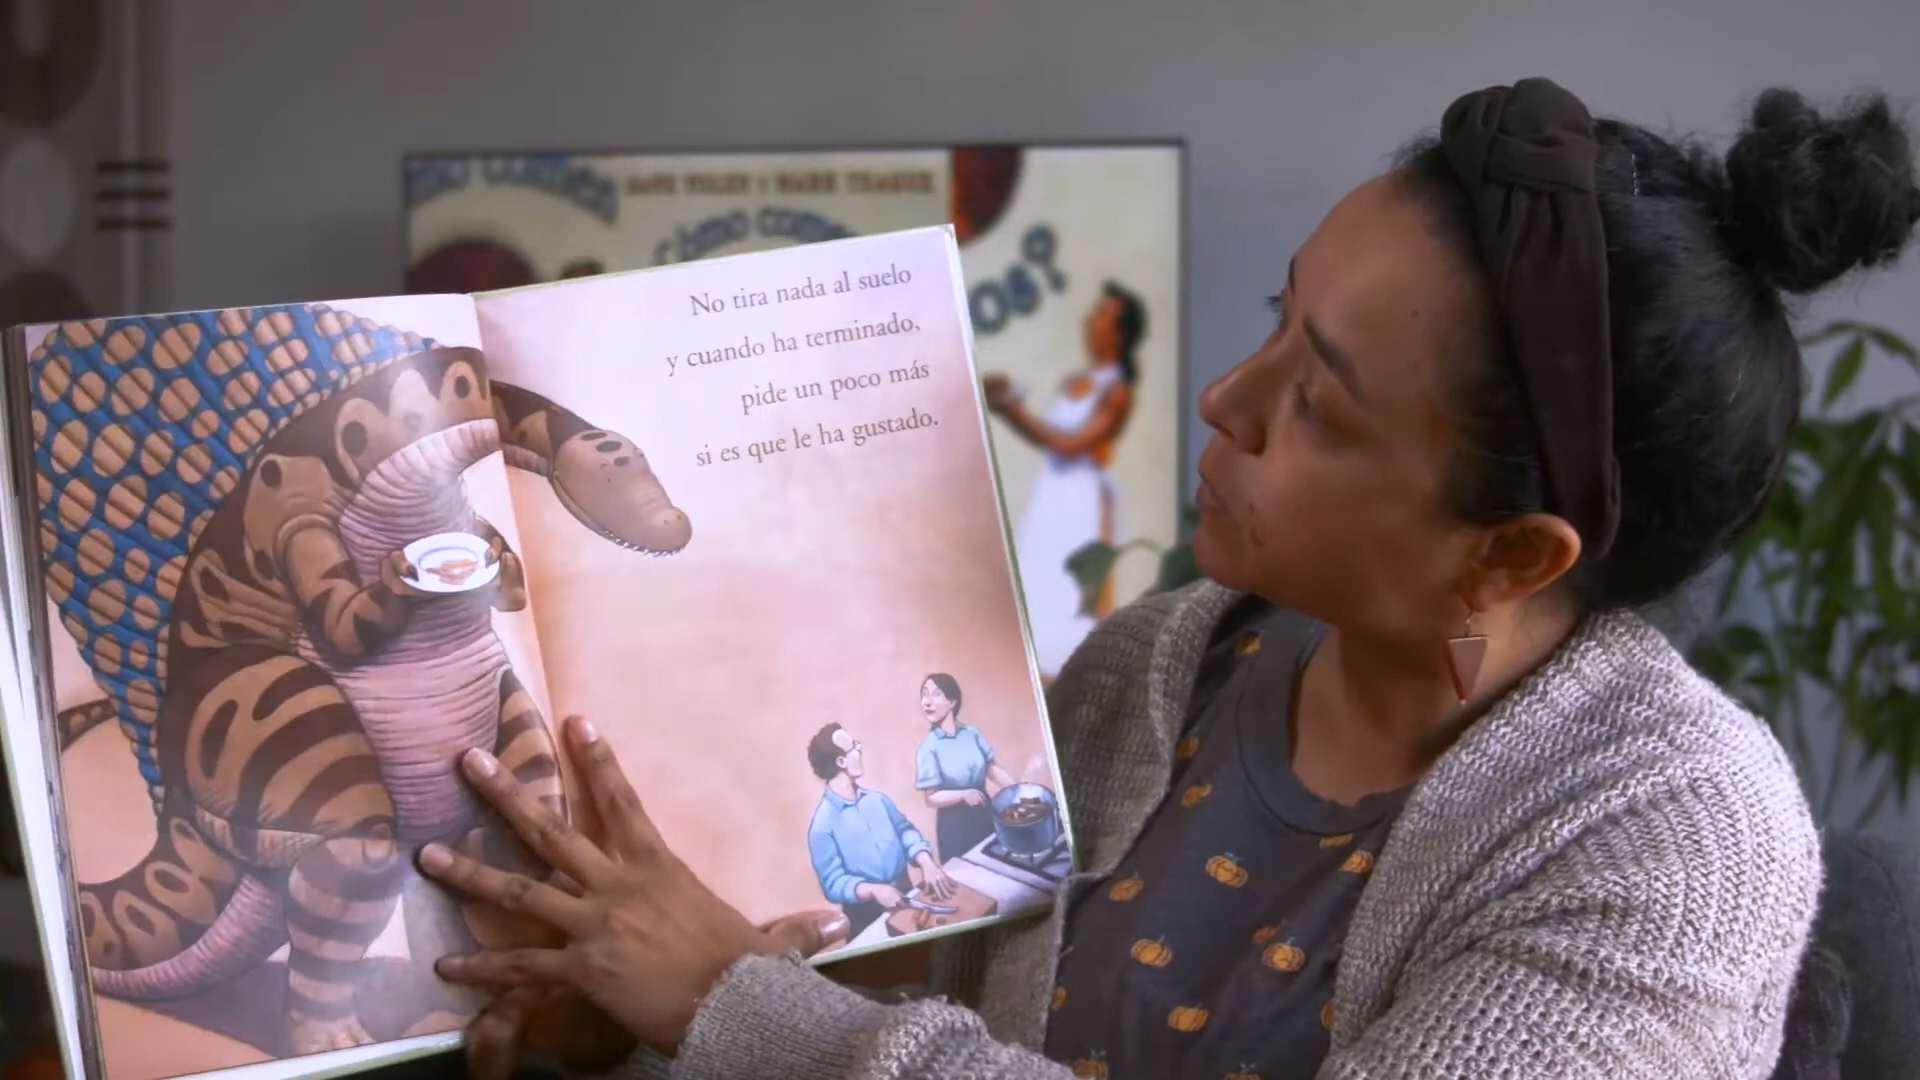 JANE YOLEN Y MARK TEAGUE
No tira nada al suelo
y cuando ha terminado,
pide un poco más
si es que le ha gustado.